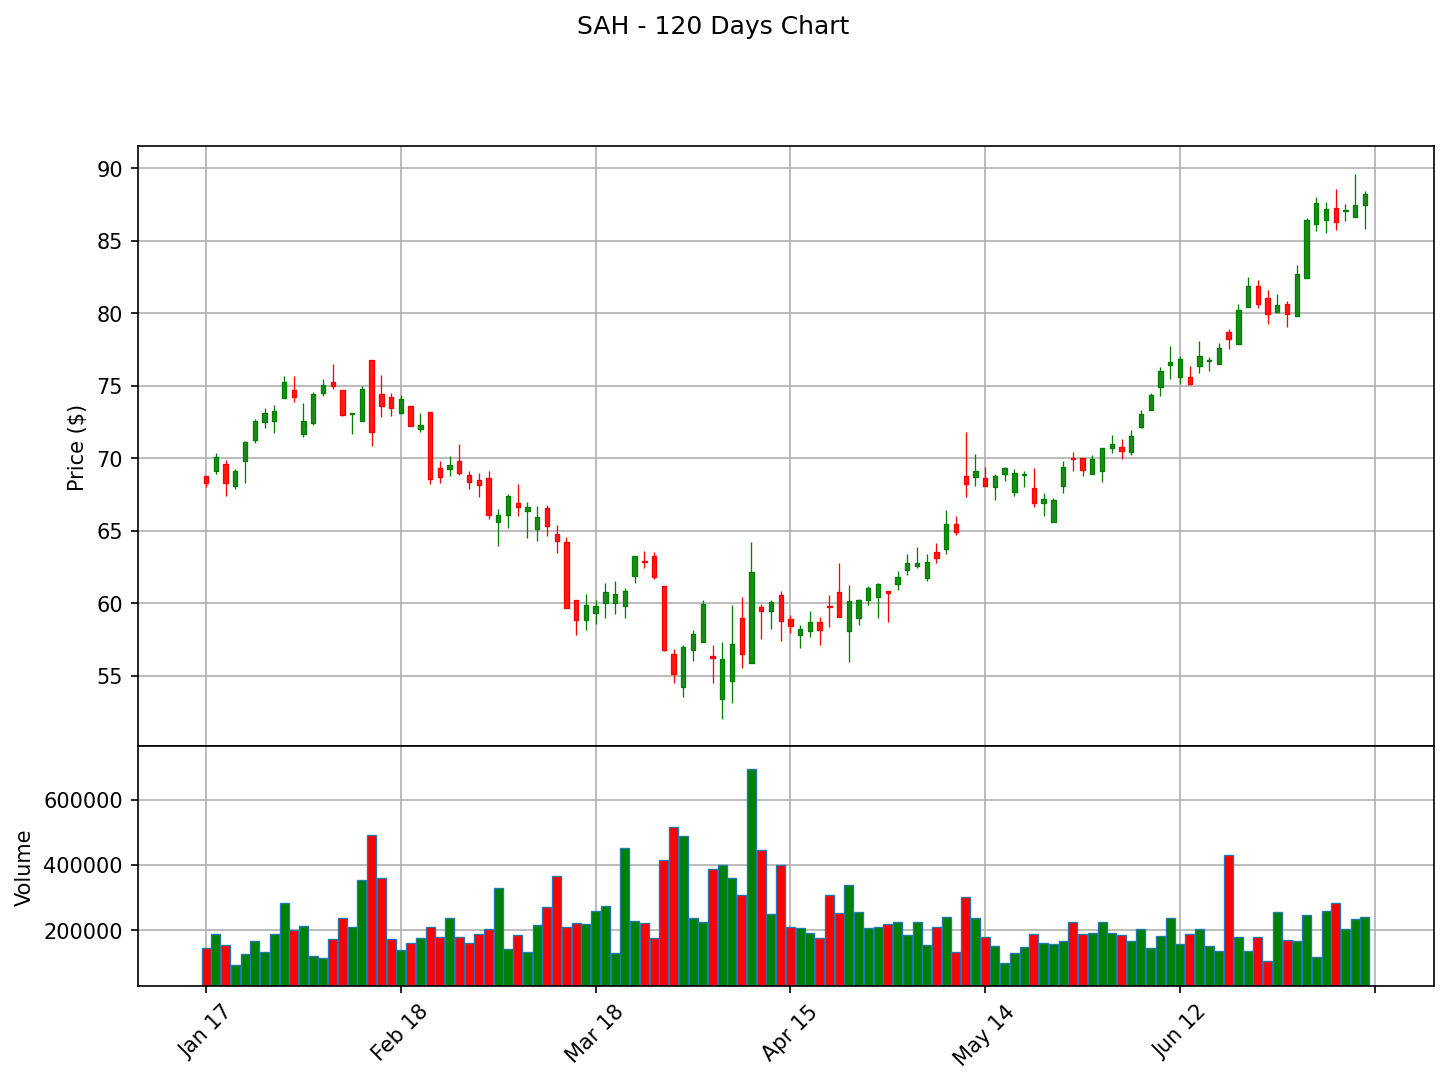 SAH - 120 Days Chart
90
85
80
75
70
65
60
55
Price ($)
600000
400000
200000
Volume
Jan 17
Feb 18
Mar 18
Apr 15
May 14
Jun 12